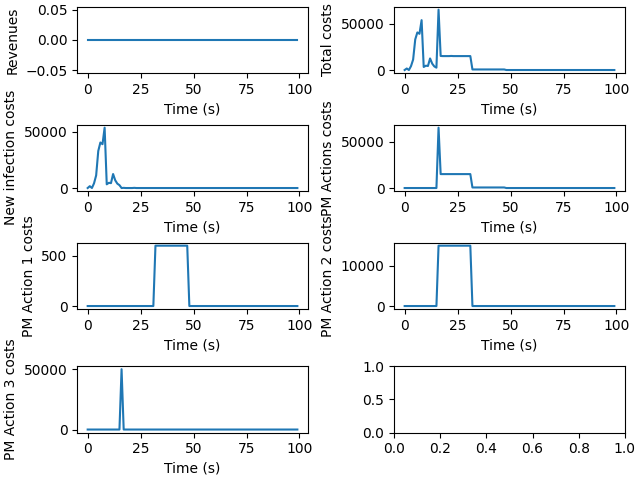 Revenues
0.05
0.00
−0.05
0 25 50 75 100
Time (s)
Total costs
50000
0
0 25 50 75 100
Time (s)
New infection costs
50000
0
0 25 50 75 100
Time (s)
PM Actions costs
50000
0
0 25 50 75 100
Time (s)
PM Action 1 costs
500
0
0 25 50 75 100
Time (s)
PM Action 2 costs
10000
0
0 25 50 75 100
Time (s)
PM Action 3 costs
50000
0
0 25 50 75 100
Time (s)
1.0
0.5
0.0
0.0 0.2 0.4 0.6 0.8 1.0